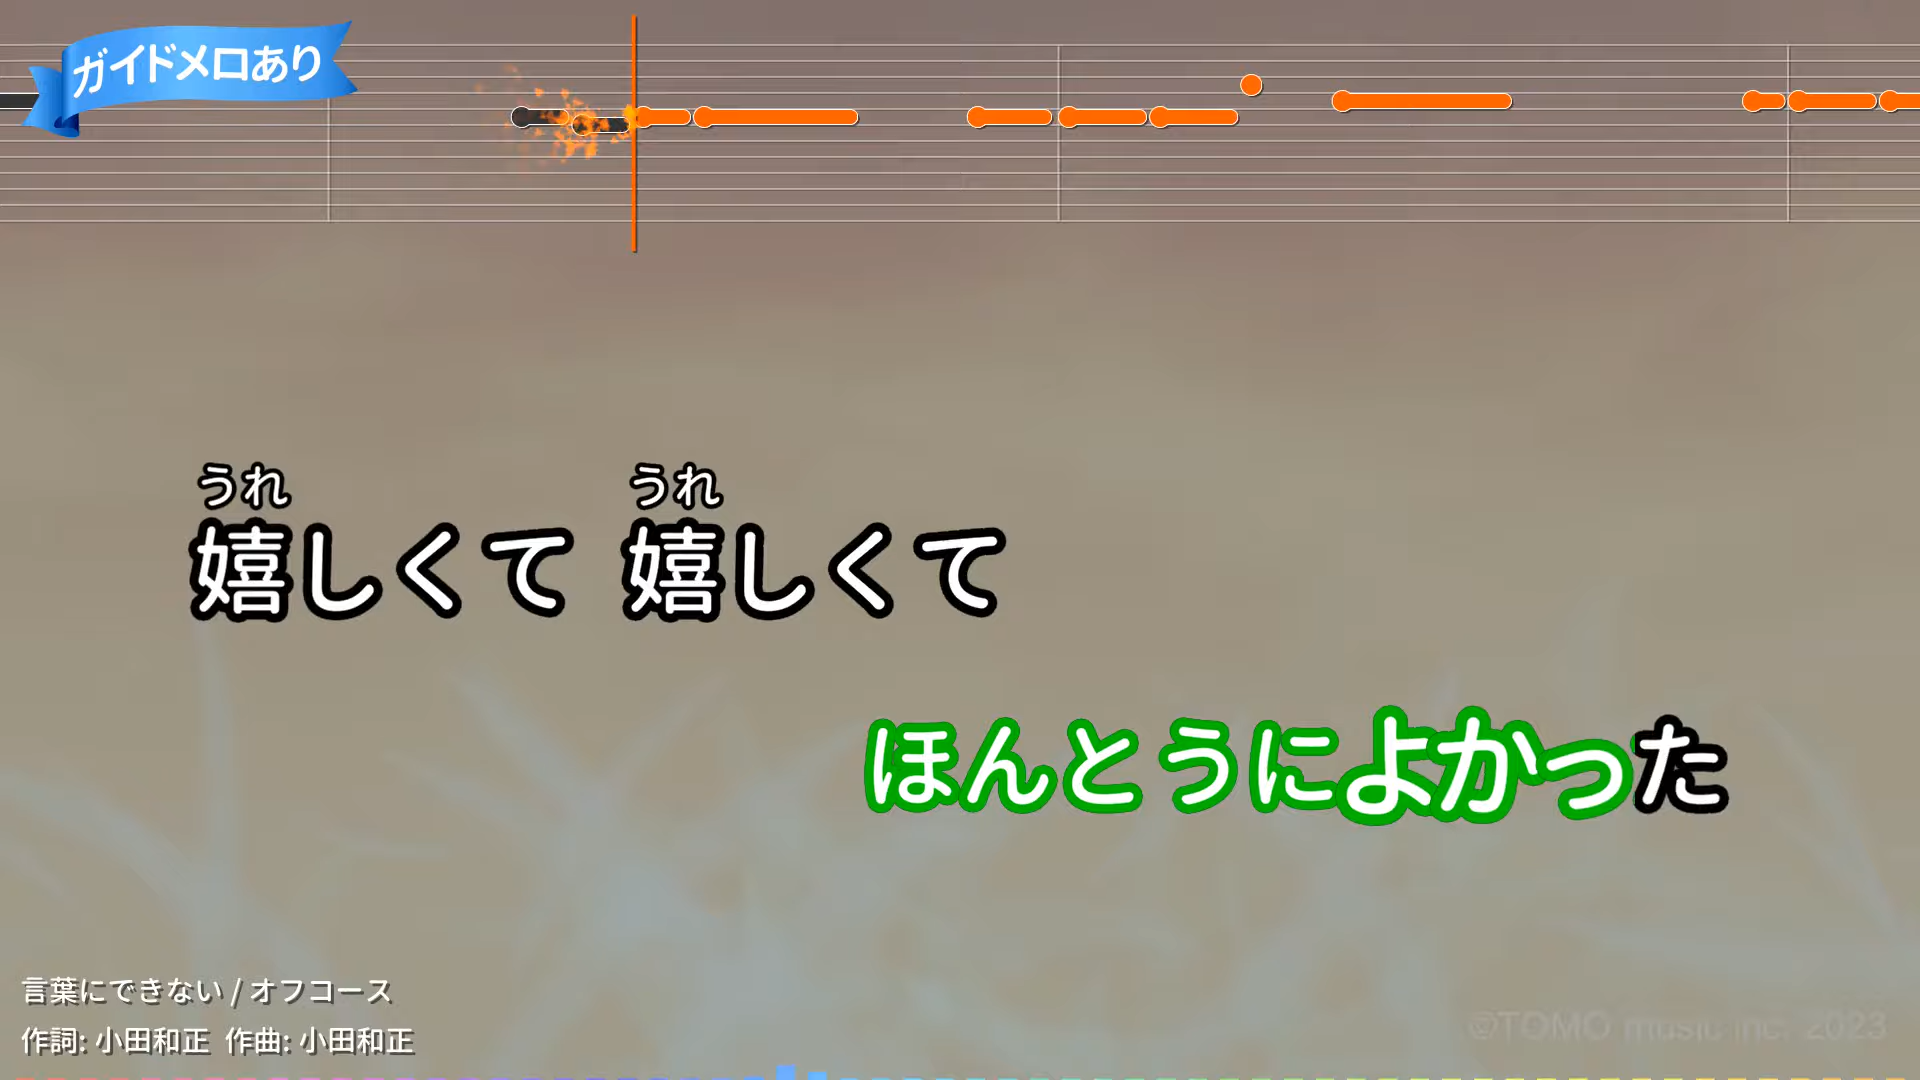 ガイドメロあり
うれ うれ
嬉しくて 嬉しくて
ほんとうによかった
言葉にできない / オフコース
作詞: 小田和正 作曲: 小田和正
©TOMO music inc. 2023